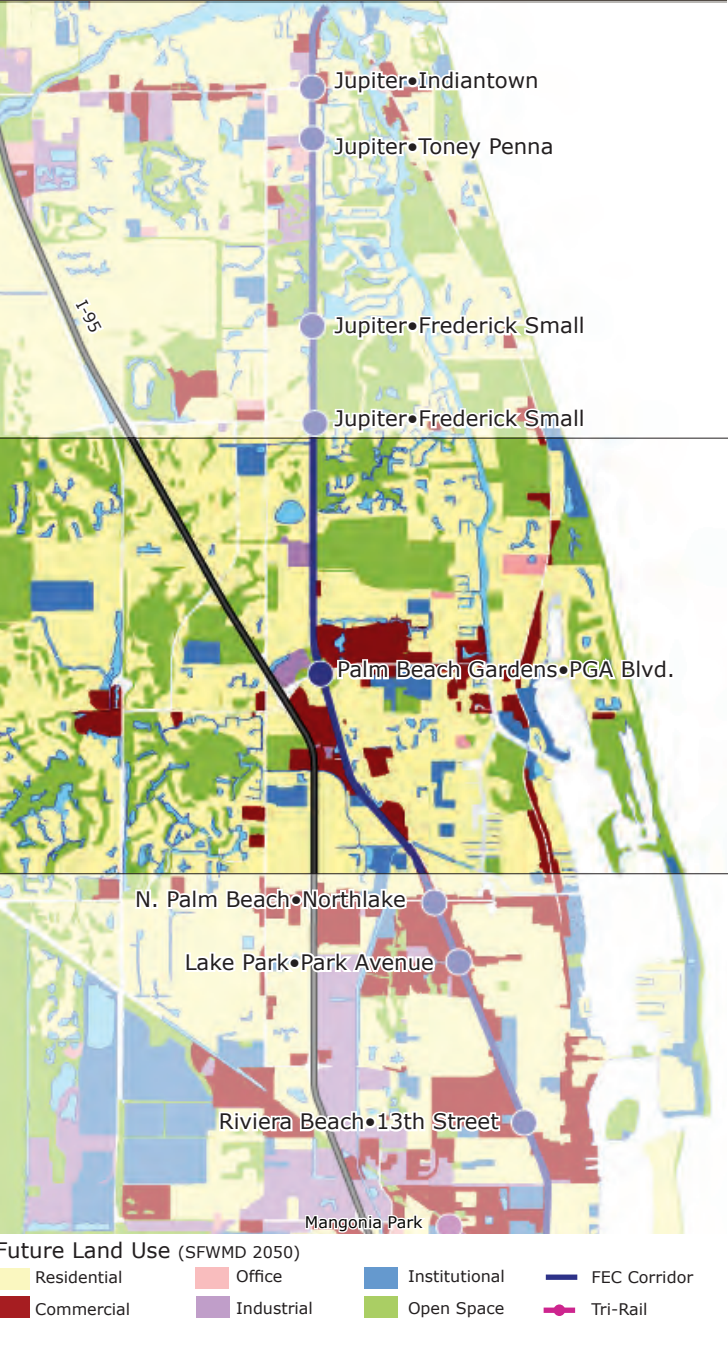 Jupiter•Indiantown
Jupiter•Toney Penna
I-95
Jupiter•Frederick Small
Jupiter•Frederick Small
Palm Beach Gardens•PGA Blvd.
N. Palm Beach•Northlake
Lake Park•Park Avenue
Riviera Beach•13th Street
Mangonia Park
Future Land Use (SFWMD 2050)
Residential Office Institutional FEC Corridor
Commercial Industrial Open Space Tri-Rail